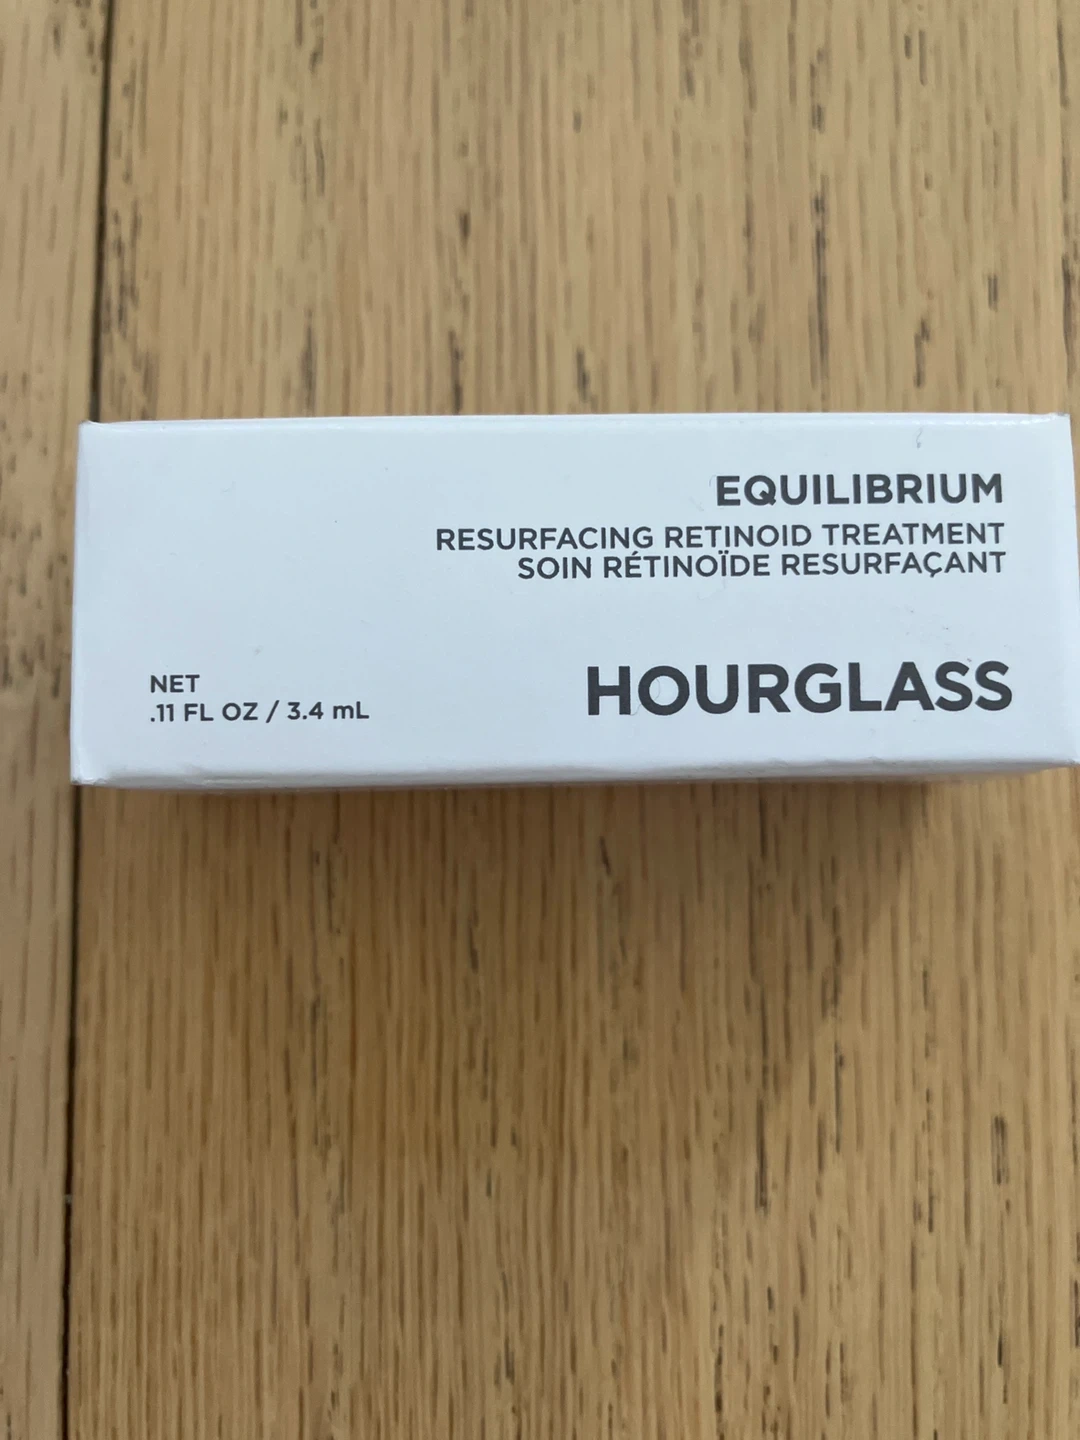 EQUILIBRIUM
RESURFACING RETINOID TREATMENT
SOIN RÉTINOÏDE RESURFAÇANT
HOURGLASS
NET
.11 FL OZ / 3.4 mL